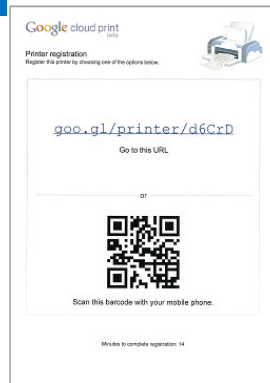 Google cloud print
beta
Printer registration
Register this printer by choosing one of the options below.
goo.gl/printer/d6CrD
Go to this URL
or
Scan this barcode with your mobile phone.
Minutes to complete registration: 14